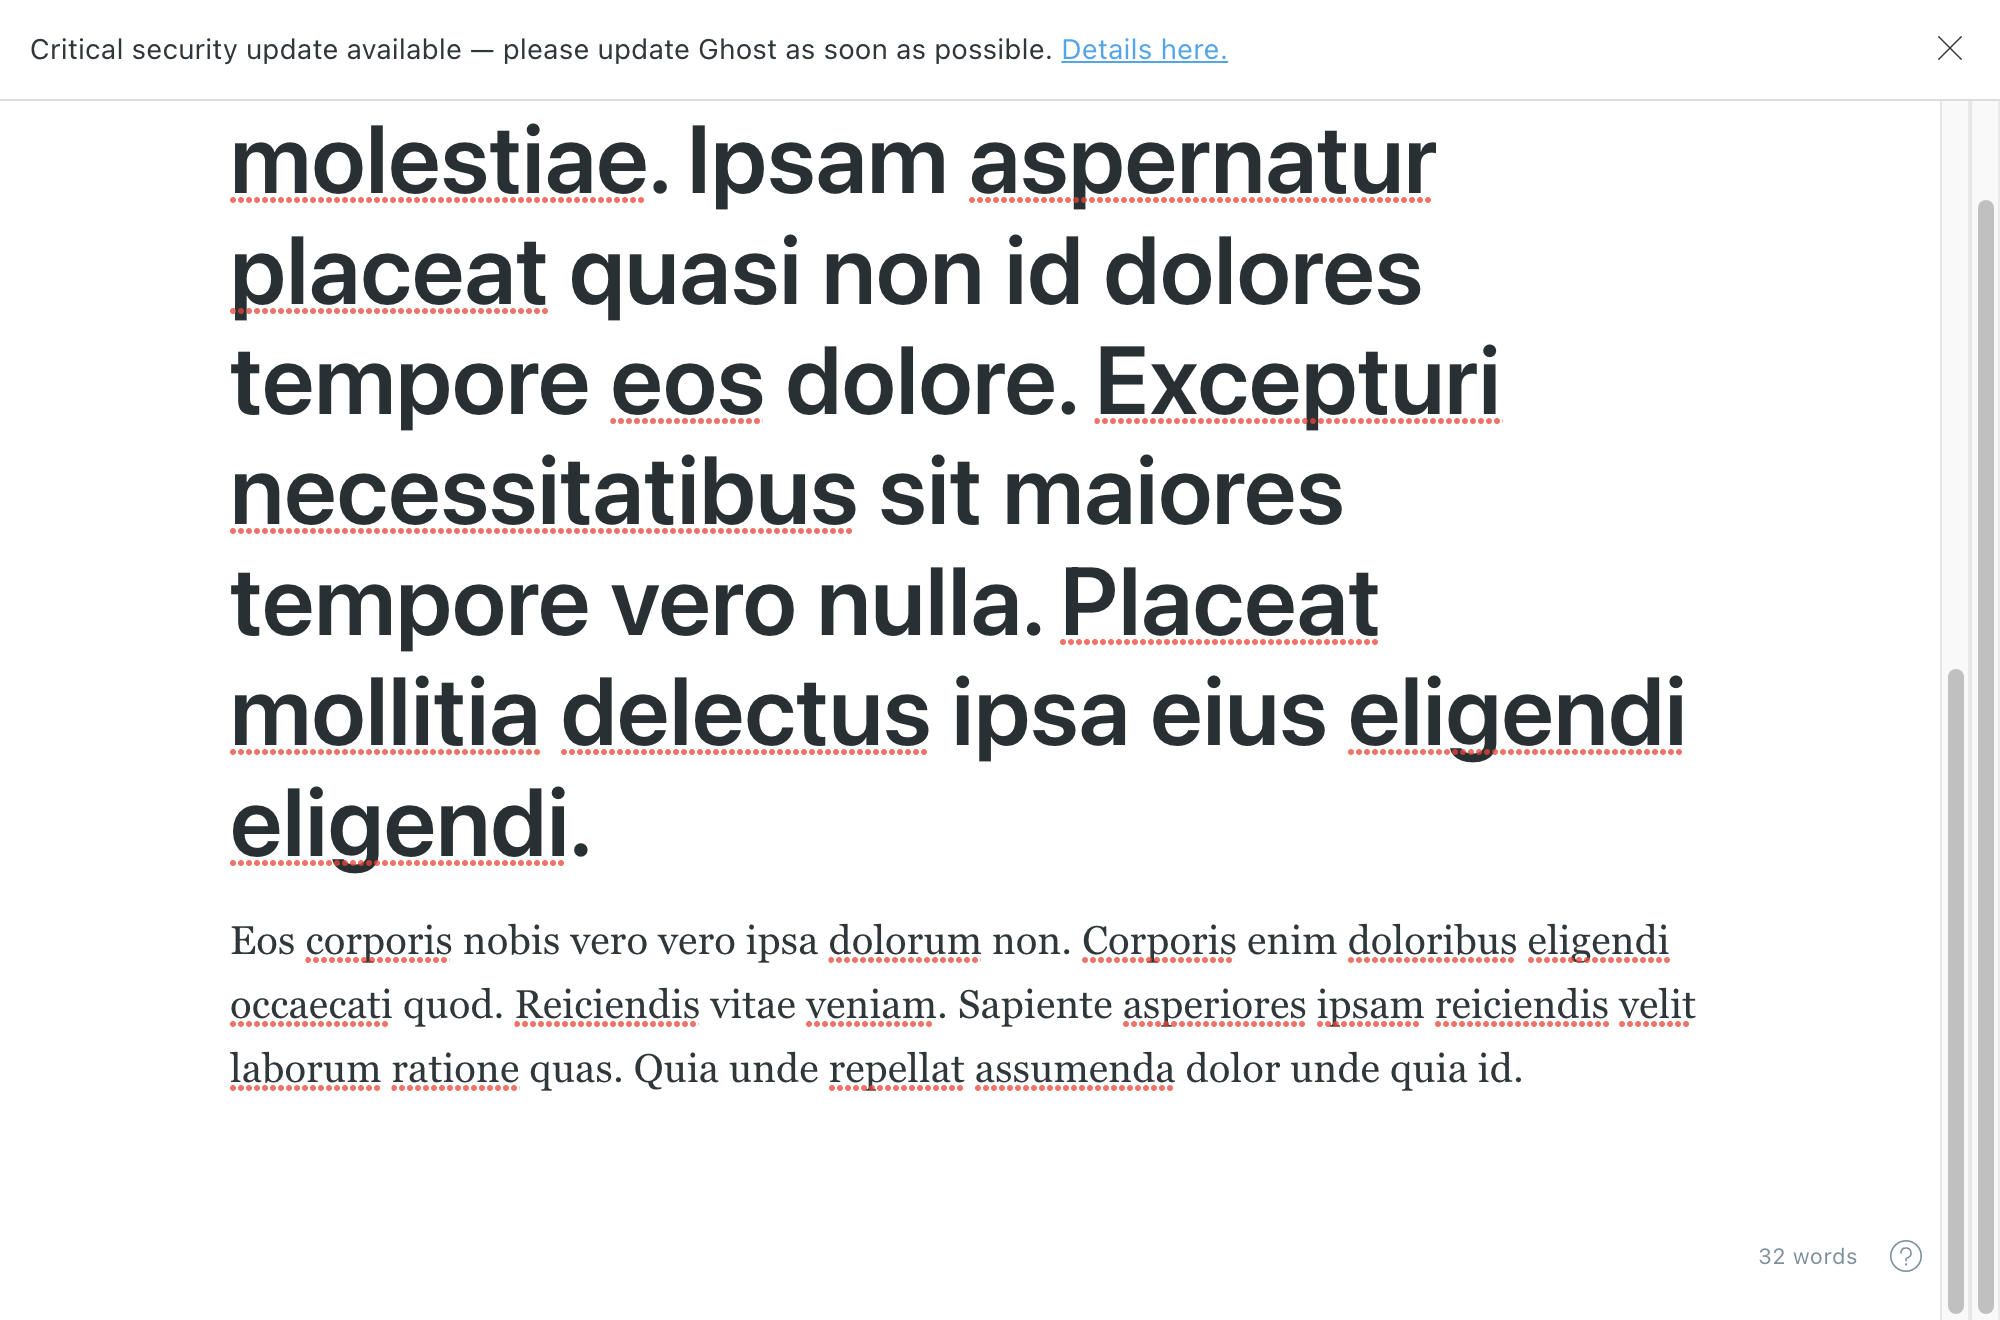 Critical security update available — please update Ghost as soon as possible. Details here.
molestiae. Ipsam aspernatur
placeat quasi non id dolores
tempore eos dolore. Excepturi
necessitatibus sit maiores
tempore vero nulla. Placeat
mollitia delectus ipsa eius eligendi
eligendi.
Eos corporis nobis vero vero ipsa dolorum non. Corporis enim doloribus eligendi
occaecati quod. Reiciendis vitae veniam. Sapiente asperiores ipsam reiciendis velit
laborum ratione quas. Quia unde repellat assumenda dolor unde quia id.
32 words ?